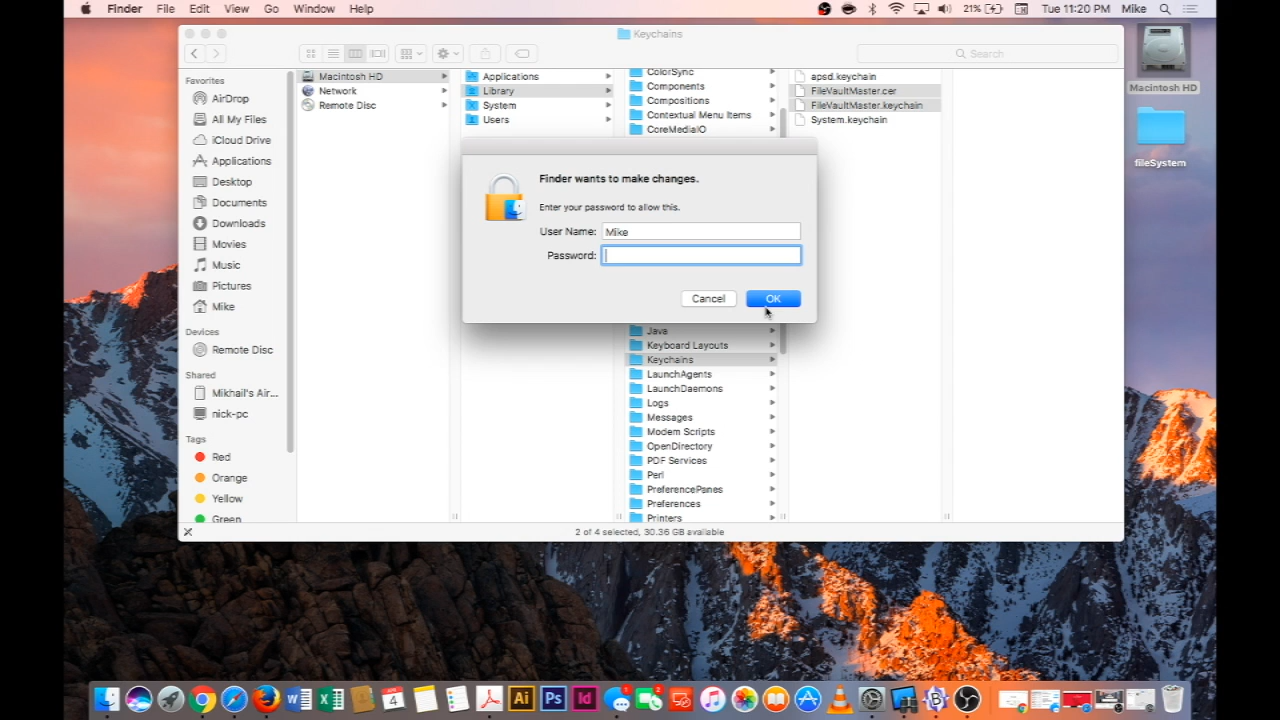 Finder File Edit View Go Window Help
21% Tue 11:20 PM Mike
Keychains
Search
Favorites
AirDrop
All My Files
iCloud Drive
Applications
Desktop
Documents
Downloads
Movies
Music
Pictures
Mike
Devices
Remote Disc
Shared
Mikhail's Air...
nick-pc
Tags
Red
Orange
Yellow
Green
Macintosh HD
Network
Remote Disc
Applications
Library
System
Users
ColorSync
Components
Compositions
Contextual Menu Items
CoreMediaIO
Java
Keyboard Layouts
Keychains
LaunchAgents
LaunchDaemons
Logs
Messages
Modem Scripts
OpenDirectory
PDF Services
Perl
PreferencePanes
Preferences
Printers
apsd.keychain
FileVaultMaster.cer
FileVaultMaster.keychain
System.keychain
Finder wants to make changes.
Enter your password to allow this.
User Name: Mike
Password:
Cancel OK
2 of 4 selected, 30.36 GB available
Macintosh HD
fileSystem
W X APR 4 Ai Ps Id